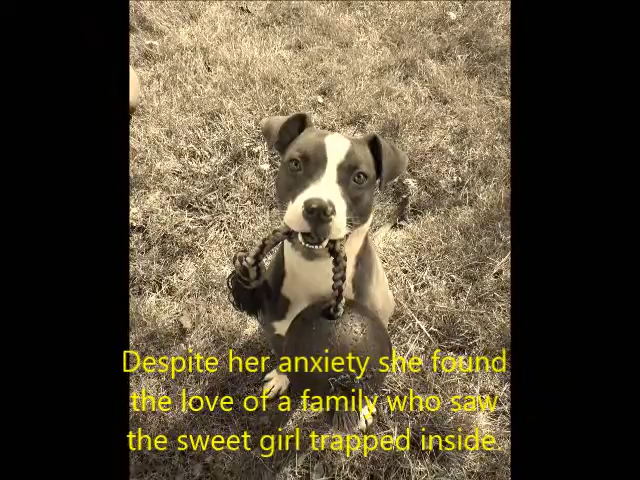 Despite her anxiety she found
the love of a family who saw
the sweet girl trapped inside.